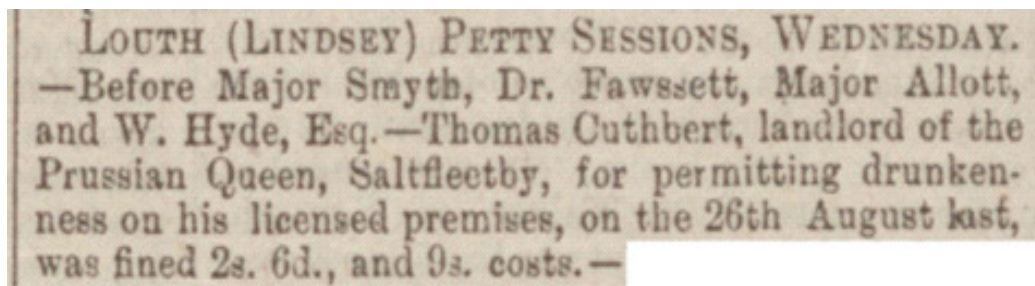 LOUTH (LINDSEY) PETTY SESSIONS, WEDNESDAY.
—Before Major Smyth, Dr. Fawssett, Major Allott,
and W. Hyde, Esq.—Thomas Cuthbert, landlord of the
Prussian Queen, Saltfleetby, for permitting drunken-
ness on his licensed premises, on the 26th August last,
was fined 2s. 6d., and 9s. costs.—